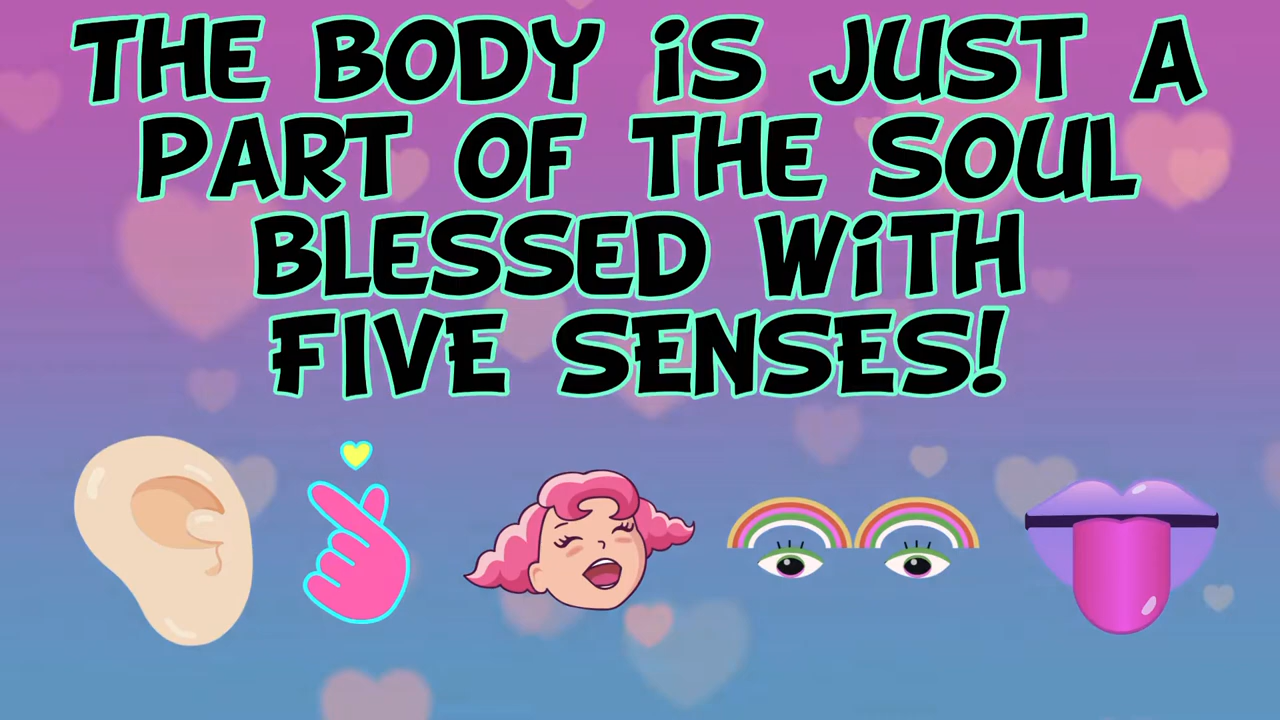 THE BODY iS JUST A
PART OF THE SOUL
BLESSED WiTH
FIVE SENSES!